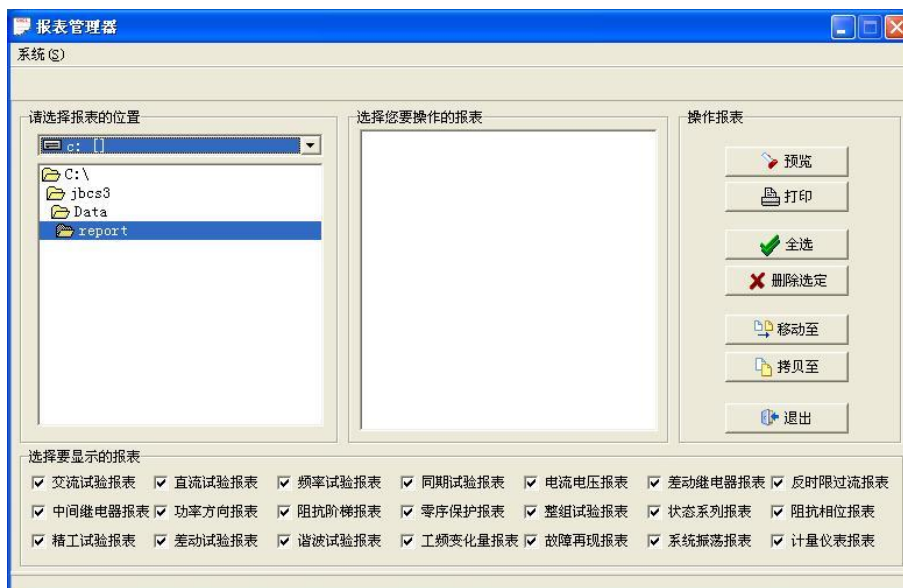 报表管理器
系统(S)
请选择报表的位置
选择您要操作的报表
操作报表
c: []
C:\
jbcs3
Data
report
预览
打印
全选
删除选定
移动至
拷贝至
退出
选择要显示的报表
交流试验报表 直流试验报表 频率试验报表 同期试验报表 电流电压报表 差动继电器报表 反时限过流报表
中间继电器报表 功率方向报表 阻抗阶梯报表 零序保护报表 整组试验报表 状态系列报表 阻抗相位报表
精工试验报表 差动试验报表 谐波试验报表 工频变化量报表 故障再现报表 系统振荡报表 计量仪表报表